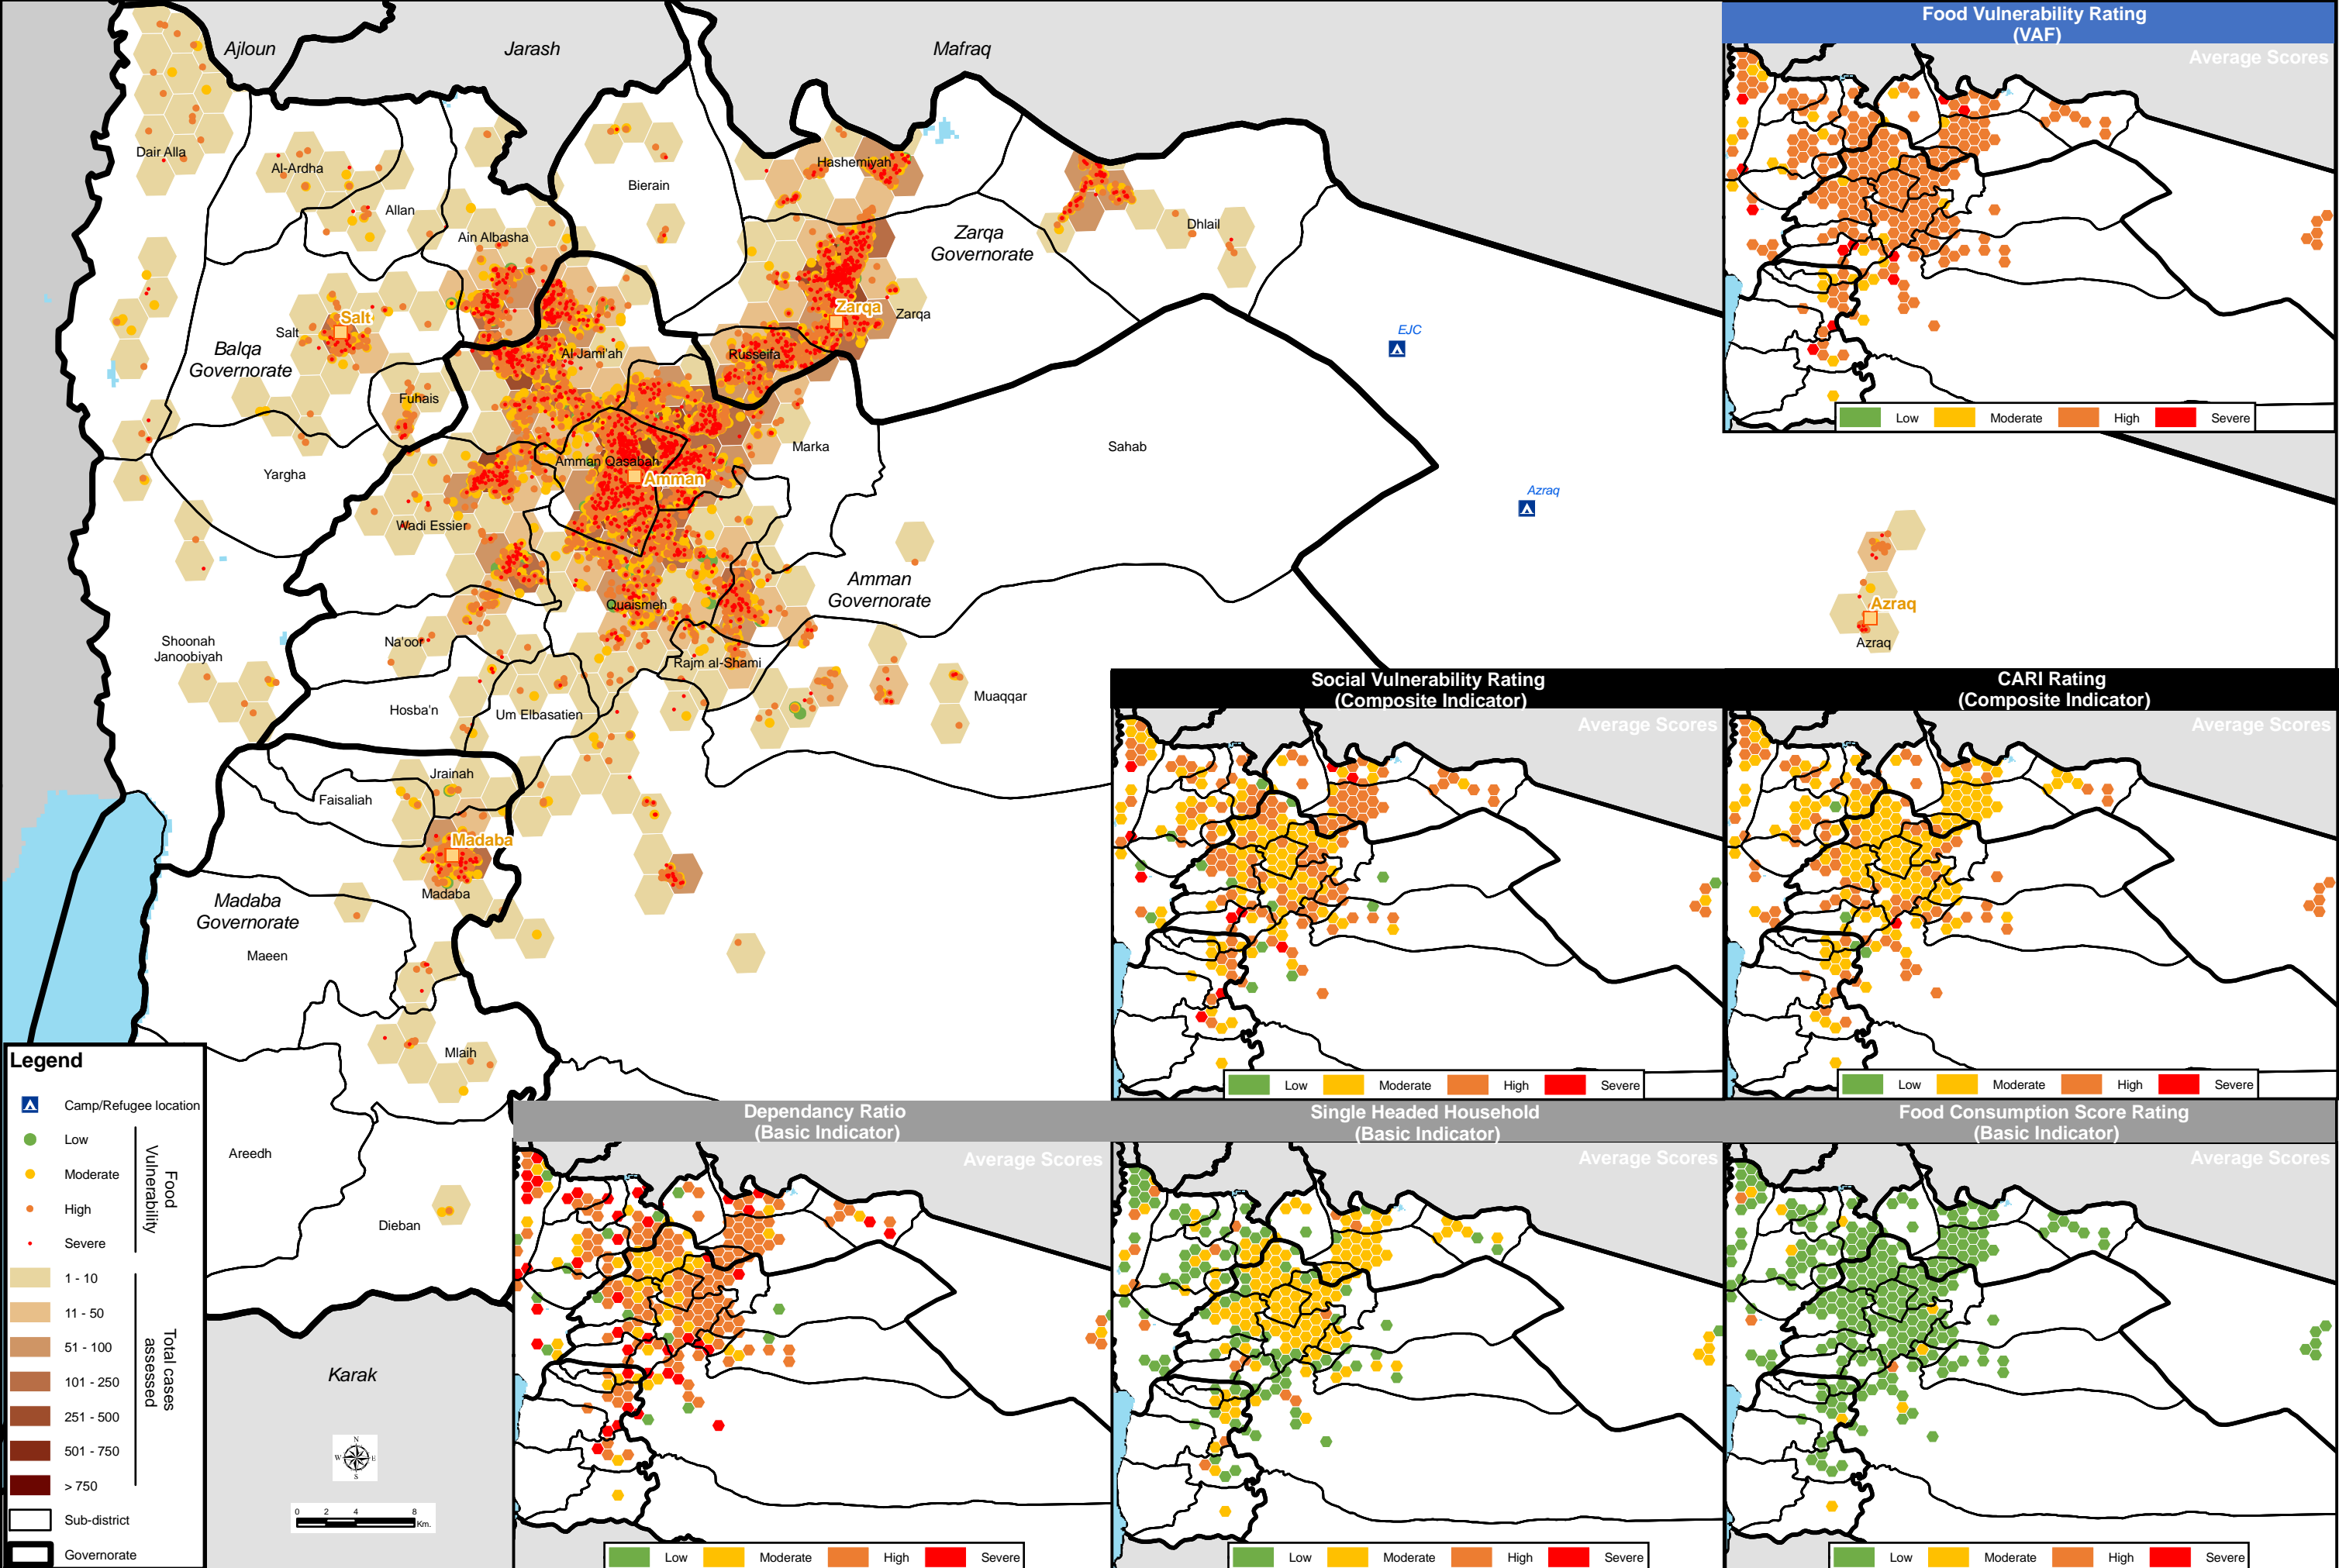 Ajloun
Jarash
Mafraq
Dair Alla
Al-Ardha
Allan
Ain Albasha
Bierain
Hashemiyah
Zarqa
Governorate
Dhlail
Salt
Salt
Balqa
Governorate
Fuhais
Al-Jami'ah
Russeifa
Zarqa
Zarqa
EJC
Azraq
Yargha
Amman Qasabah
Amman
Marka
Sahab
Wadi Essier
Amman
Governorate
Quaismeh
Azraq
Azraq
Shoonah
Janoobiyah
Na'oor
Rajm al-Shami
Hosba'n
Um Elbasatien
Muaqqar
Jrainah
Faisaliah
Madaba
Madaba
Madaba
Governorate
Maeen
Mlaih
Areedh
Dieban
Karak
Food Vulnerability Rating
(VAF)
Average Scores
Low
Moderate
High
Severe
Social Vulnerability Rating
(Composite Indicator)
Average Scores
Low
Moderate
High
Severe
CARI Rating
(Composite Indicator)
Average Scores
Low
Moderate
High
Severe
Dependancy Ratio
(Basic Indicator)
Average Scores
Low
Moderate
High
Severe
Single Headed Household
(Basic Indicator)
Average Scores
Low
Moderate
High
Severe
Food Consumption Score Rating
(Basic Indicator)
Average Scores
Low
Moderate
High
Severe
Legend
Camp/Refugee location
Low
Moderate
High
Severe
Food
Vulnerability
1 - 10
11 - 50
51 - 100
101 - 250
251 - 500
501 - 750
> 750
Total cases
assessed
Sub-district
Governorate
N
W
E
S
0 2 4 8
Km.